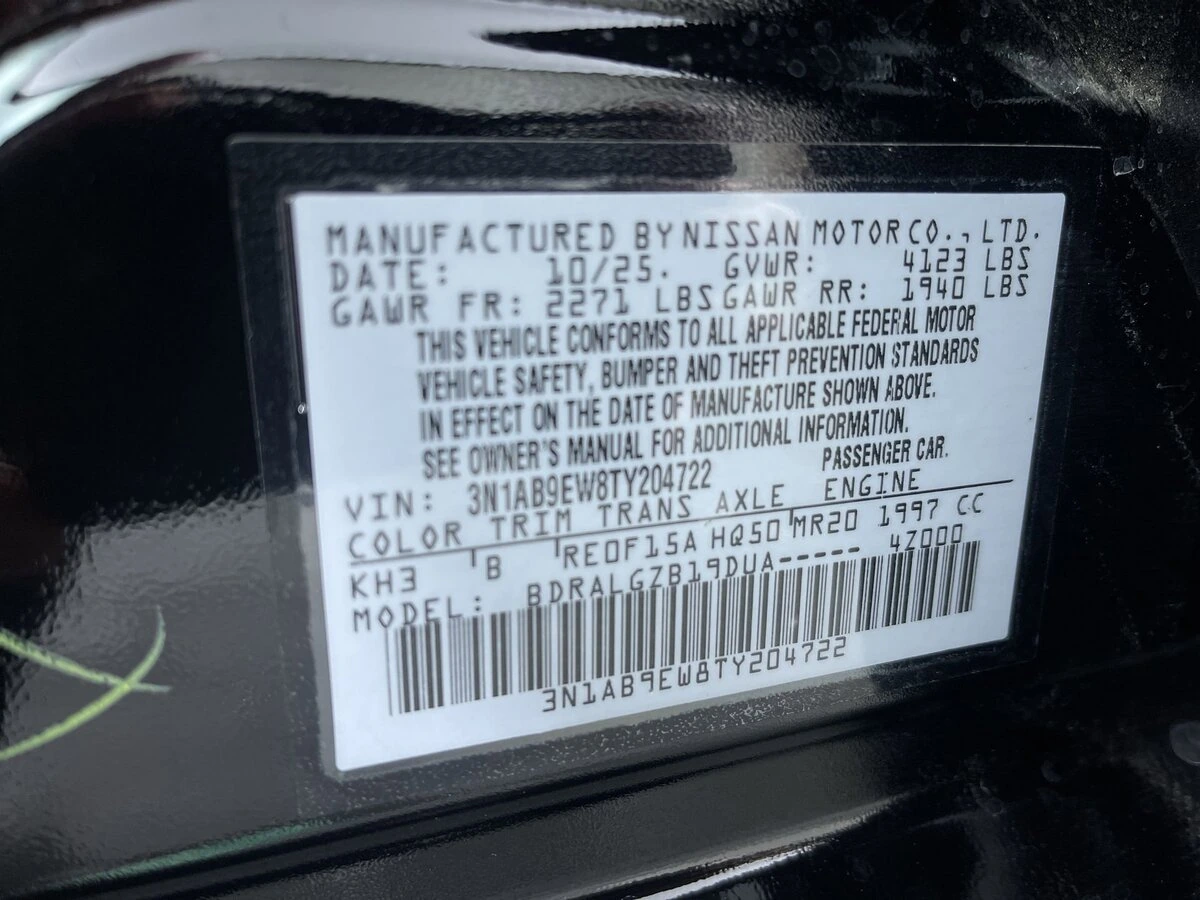 MANUFACTURED BY NISSAN MOTOR CO., LTD.
DATE: 10/25. GVWR: 4123 LBS
GAWR FR: 2271 LBS GAWR RR: 1940 LBS
THIS VEHICLE CONFORMS TO ALL APPLICABLE FEDERAL MOTOR
VEHICLE SAFETY, BUMPER AND THEFT PREVENTION STANDARDS
IN EFFECT ON THE DATE OF MANUFACTURE SHOWN ABOVE.
SEE OWNER'S MANUAL FOR ADDITIONAL INFORMATION.
VIN: 3N1AB9EW8TY204722 PASSENGER CAR.
COLOR TRIM TRANS AXLE ENGINE
KH3 B RE0F15A HQ50 MR20 1997 CC
MODEL: BDRALGZB19DUA----- 4Z000
3N1AB9EW8TY204722